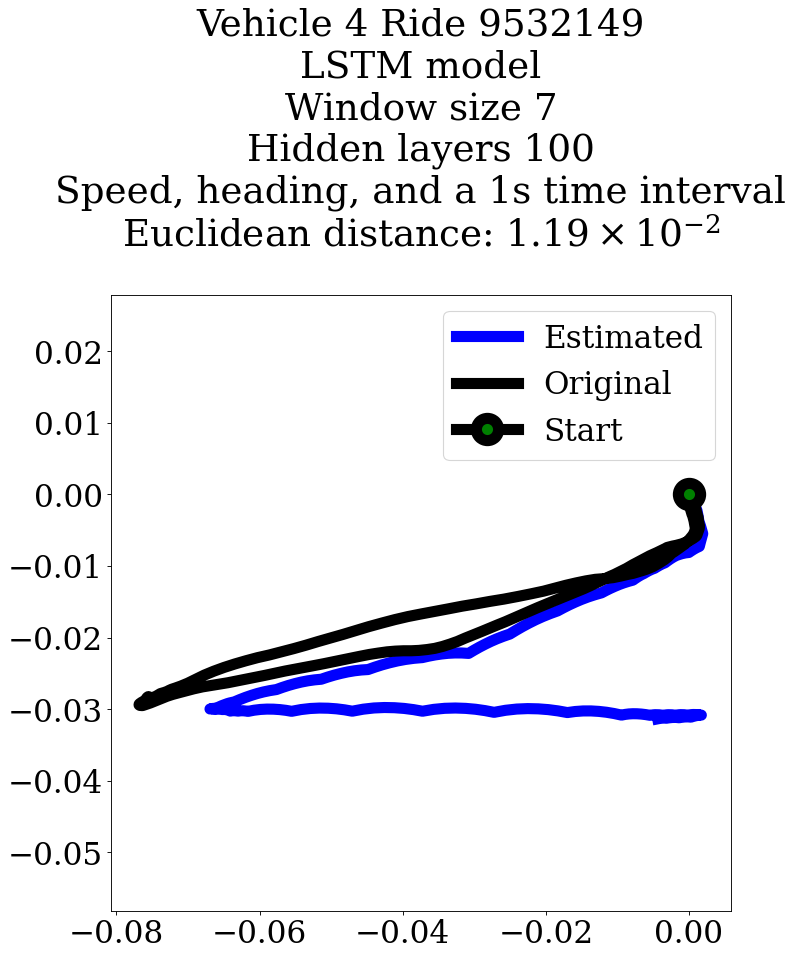 Vehicle 4 Ride 9532149
LSTM model
Window size 7
Hidden layers 100
Speed, heading, and a 1s time interval
Euclidean distance: 1.19 × 10⁻²
Estimated
Original
Start
0.02
0.01
0.00
−0.01
−0.02
−0.03
−0.04
−0.05
−0.08 −0.06 −0.04 −0.02 0.00